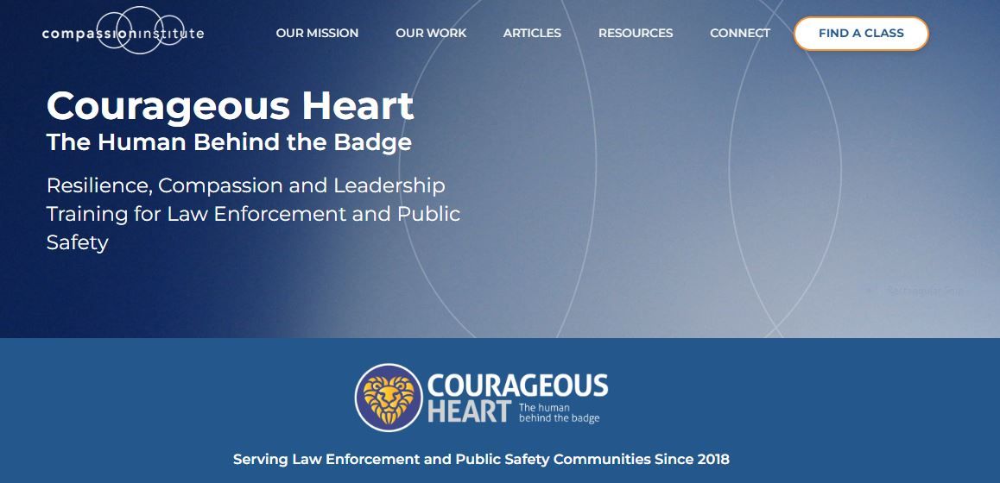 compassioninstitute
OUR MISSION
OUR WORK
ARTICLES
RESOURCES
CONNECT
FIND A CLASS
Courageous Heart
The Human Behind the Badge
Resilience, Compassion and Leadership
Training for Law Enforcement and Public
Safety
Rectangular Snip
COURAGEOUS
HEART
The human
behind the badge
Serving Law Enforcement and Public Safety Communities Since 2018